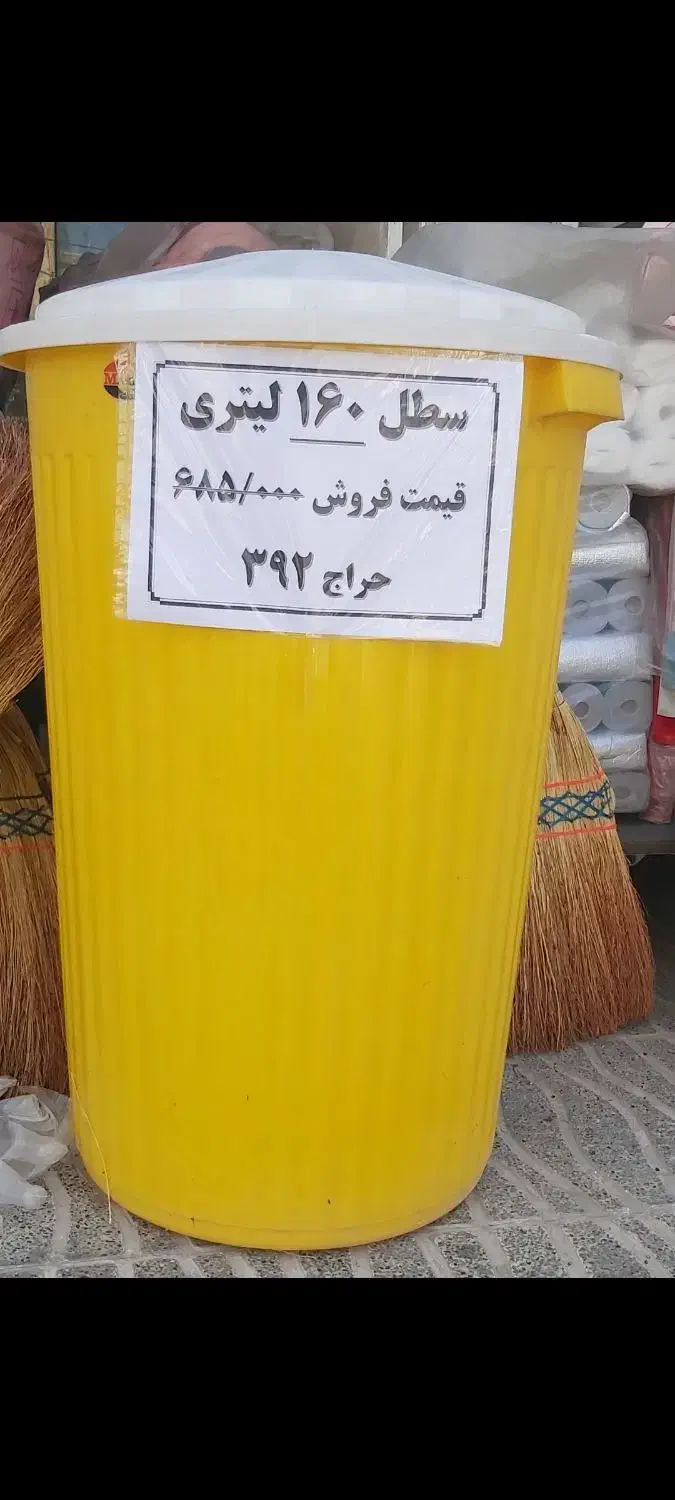 سطل ۱۶۰ لیتری
قیمت فروش ۶۸۵/۰۰۰
حراج ۳۹۲